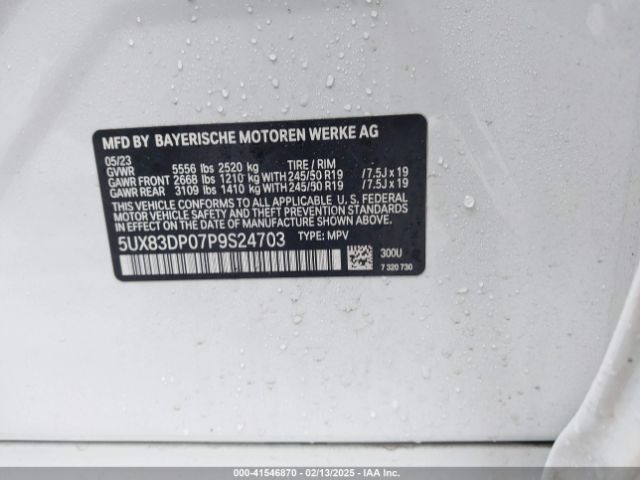 MFD BY BAYERISCHE MOTOREN WERKE AG
05/23 TIRE / RIM
GVWR 5556 lbs 2520 kg
GAWR FRONT 2668 lbs 1210 kg WITH 245/50 R19 / 7.5J x 19
GAWR REAR 3109 lbs 1410 kg WITH 245/50 R19 / 7.5J x 19
THIS VEHICLE CONFORMS TO ALL APPLICABLE U. S. FEDERAL
MOTOR VEHICLE SAFETY AND THEFT PREVENTION STANDARDS
IN EFFECT ON THE DATE OF MANUFACTURE SHOWN ABOVE.
5UX83DP07P9S24703 TYPE: MPV
300U
7 320 730
000-41546870 - 02/13/2025 - IAAI.COM